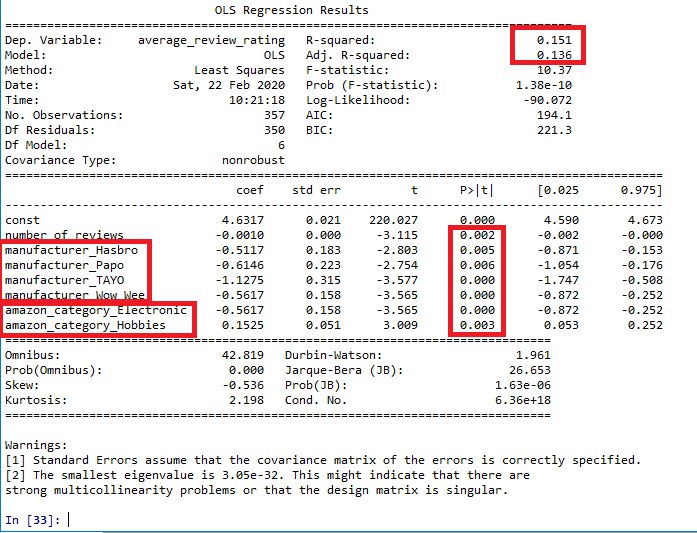 OLS Regression Results
Dep. Variable: average_review_rating R-squared: 0.151
Model: OLS Adj. R-squared: 0.136
Method: Least Squares F-statistic: 10.37
Date: Sat, 22 Feb 2020 Prob (F-statistic): 1.38e-10
Time: 10:21:18 Log-Likelihood: -90.072
No. Observations: 357 AIC: 194.1
Df Residuals: 350 BIC: 221.3
Df Model: 6
Covariance Type: nonrobust
coef std err t P>|t| [0.025 0.975]
const 4.6317 0.021 220.027 0.000 4.590 4.673
number of reviews -0.0010 0.000 -3.115 0.002 -0.002 -0.000
manufacturer_Hasbro -0.5117 0.183 -2.803 0.005 -0.871 -0.153
manufacturer_Papo -0.6146 0.223 -2.754 0.006 -1.054 -0.176
manufacturer_TAYO -1.1275 0.315 -3.577 0.000 -1.747 -0.508
manufacturer_Wow Wee -0.5617 0.158 -3.565 0.000 -0.872 -0.252
amazon_category_Electronic -0.5617 0.158 -3.565 0.000 -0.872 -0.252
amazon_category_Hobbies 0.1525 0.051 3.009 0.003 0.053 0.252
Omnibus: 42.819 Durbin-Watson: 1.961
Prob(Omnibus): 0.000 Jarque-Bera (JB): 26.653
Skew: -0.536 Prob(JB): 1.63e-06
Kurtosis: 2.198 Cond. No. 6.36e+18
Warnings:
[1] Standard Errors assume that the covariance matrix of the errors is correctly specified.
[2] The smallest eigenvalue is 3.05e-32. This might indicate that there are
strong multicollinearity problems or that the design matrix is singular.
In [33]: